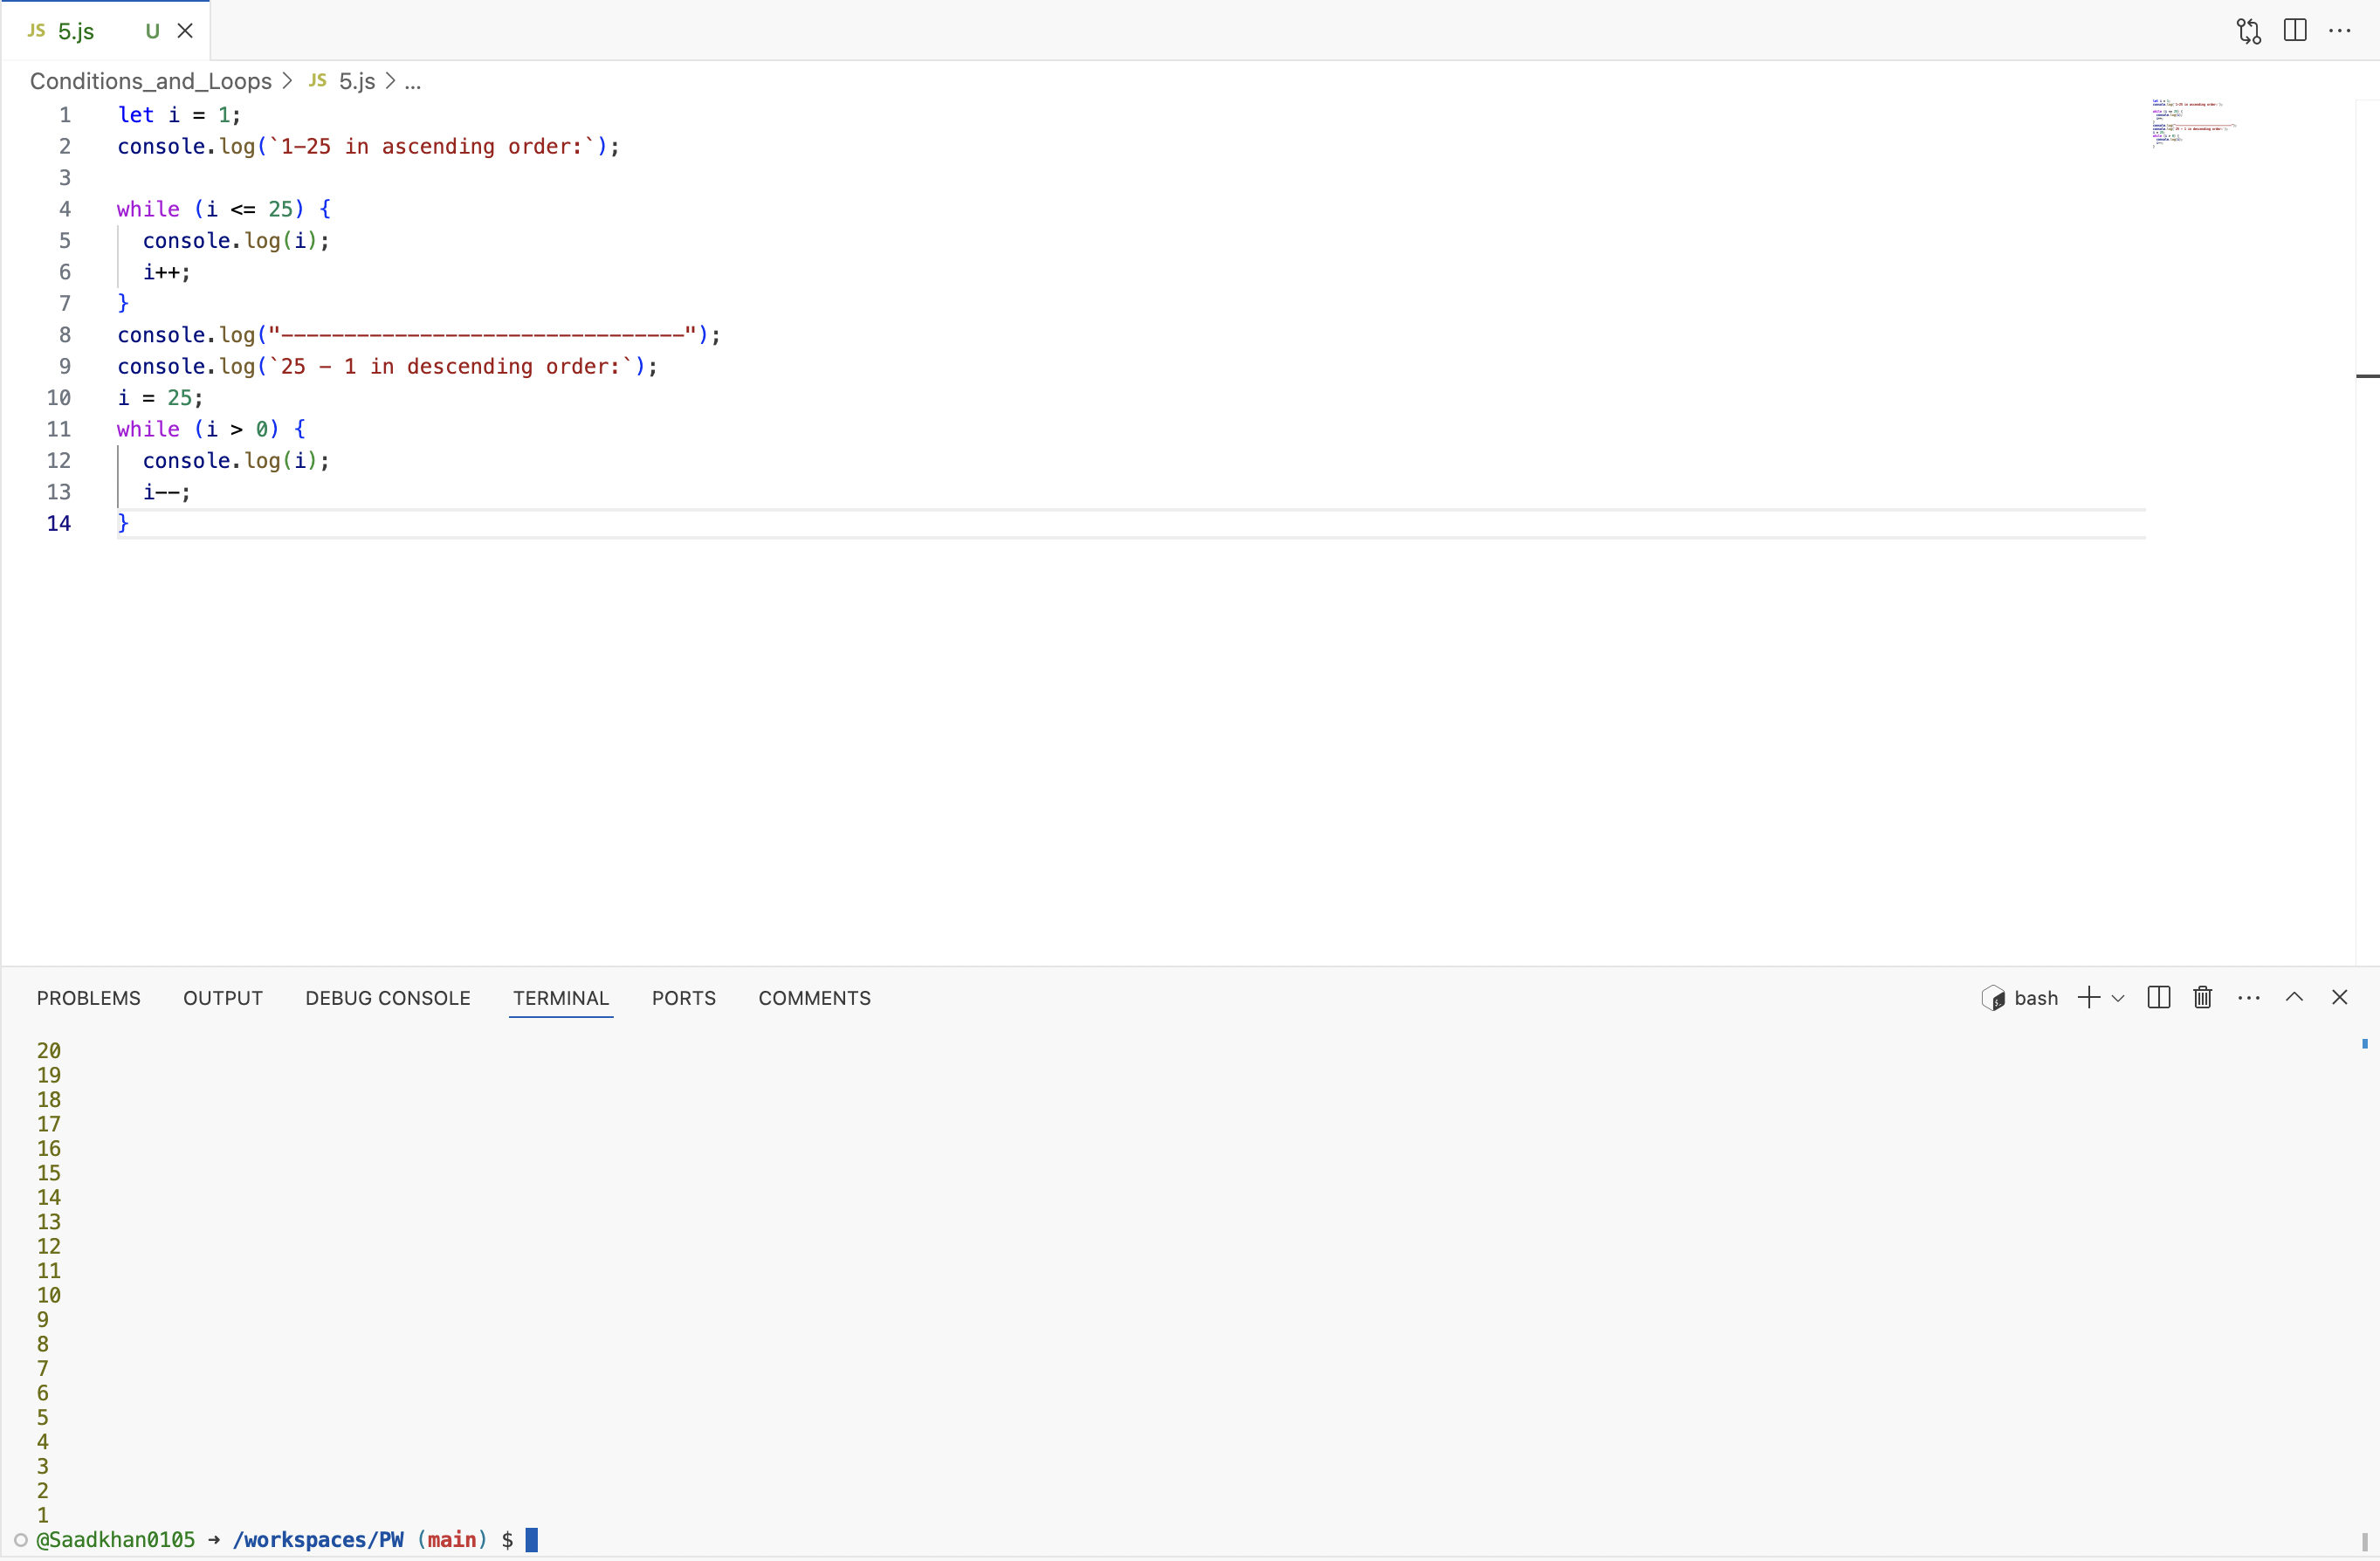 JS 5.js U
Conditions_and_Loops > JS 5.js > ...
1 let i = 1;
2 console.log(`1-25 in ascending order:`);
3
4 while (i <= 25) {
5 console.log(i);
6 i++;
7 }
8 console.log("--------------------------------");
9 console.log(`25 - 1 in descending order:`);
10 i = 25;
11 while (i > 0) {
12 console.log(i);
13 i--;
14 }
PROBLEMS OUTPUT DEBUG CONSOLE TERMINAL PORTS COMMENTS bash
20
19
18
17
16
15
14
13
12
11
10
9
8
7
6
5
4
3
2
1
@Saadkhan0105 → /workspaces/PW (main) $